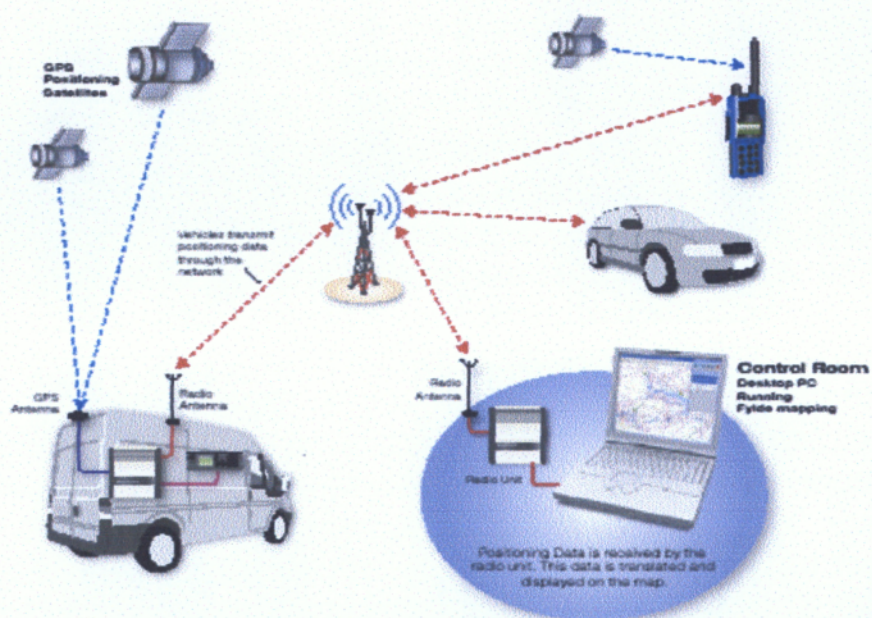 GPS
Positioning
Satellites
Vehicles transmit
positioning data
through the
network
GPS
Antenna
Radio
Antenna
Radio
Antenna
Radio Unit
Control Room
Desktop PC
Running
Fylde mapping
Positioning Data is received by the
radio unit. This data is translated and
displayed on the map.